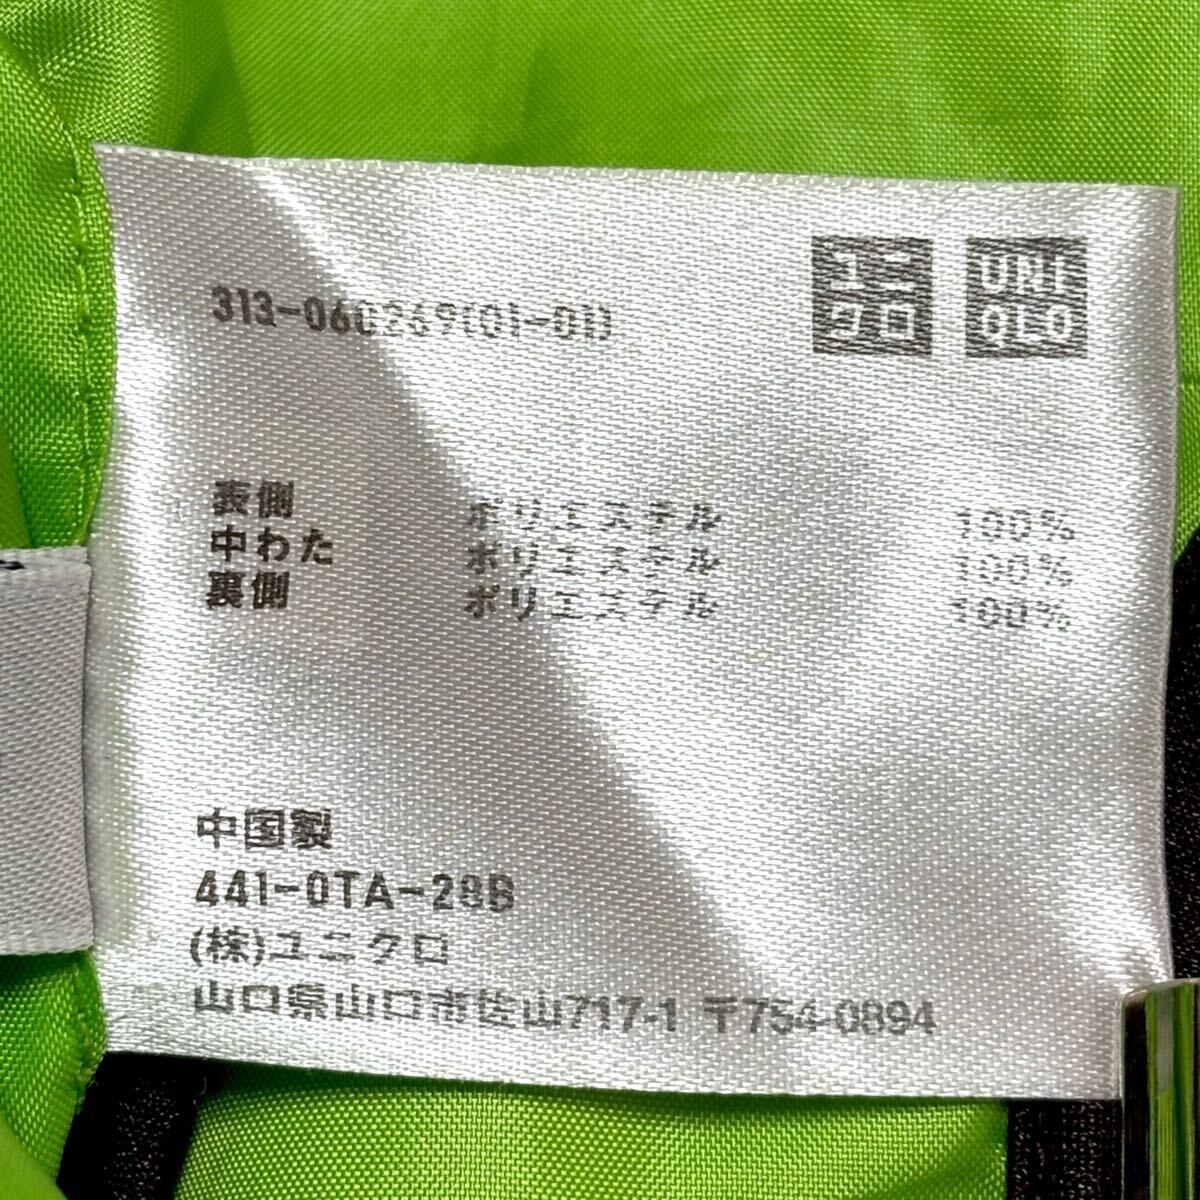 ユニクロ UNIQLO
313-060269(01-01)
表側 ポリエステル 100%
中わた ポリエステル 100%
裏側 ポリエステル 100%
中国製
441-0TA-28B
(株)ユニクロ
山口県山口市佐山717-1 〒754-0894